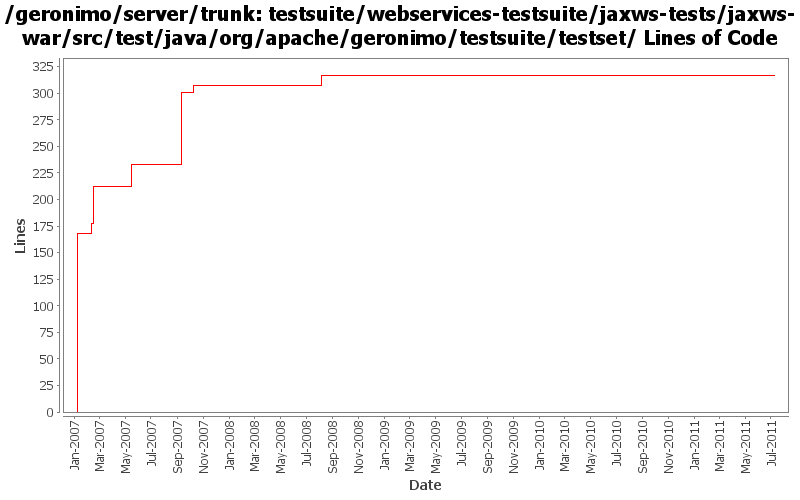 /geronimo/server/trunk: testsuite/webservices-testsuite/jaxws-tests/jaxws-
war/src/test/java/org/apache/geronimo/testsuite/testset/ Lines of Code
325
300
275
250
225
200
175
150
125
100
75
50
25
0
Lines
Jan-2007
Mar-2007
May-2007
Jul-2007
Sep-2007
Nov-2007
Jan-2008
Mar-2008
May-2008
Jul-2008
Sep-2008
Nov-2008
Jan-2009
Mar-2009
May-2009
Jul-2009
Sep-2009
Nov-2009
Jan-2010
Mar-2010
May-2010
Jul-2010
Sep-2010
Nov-2010
Jan-2011
Mar-2011
May-2011
Jul-2011
Date